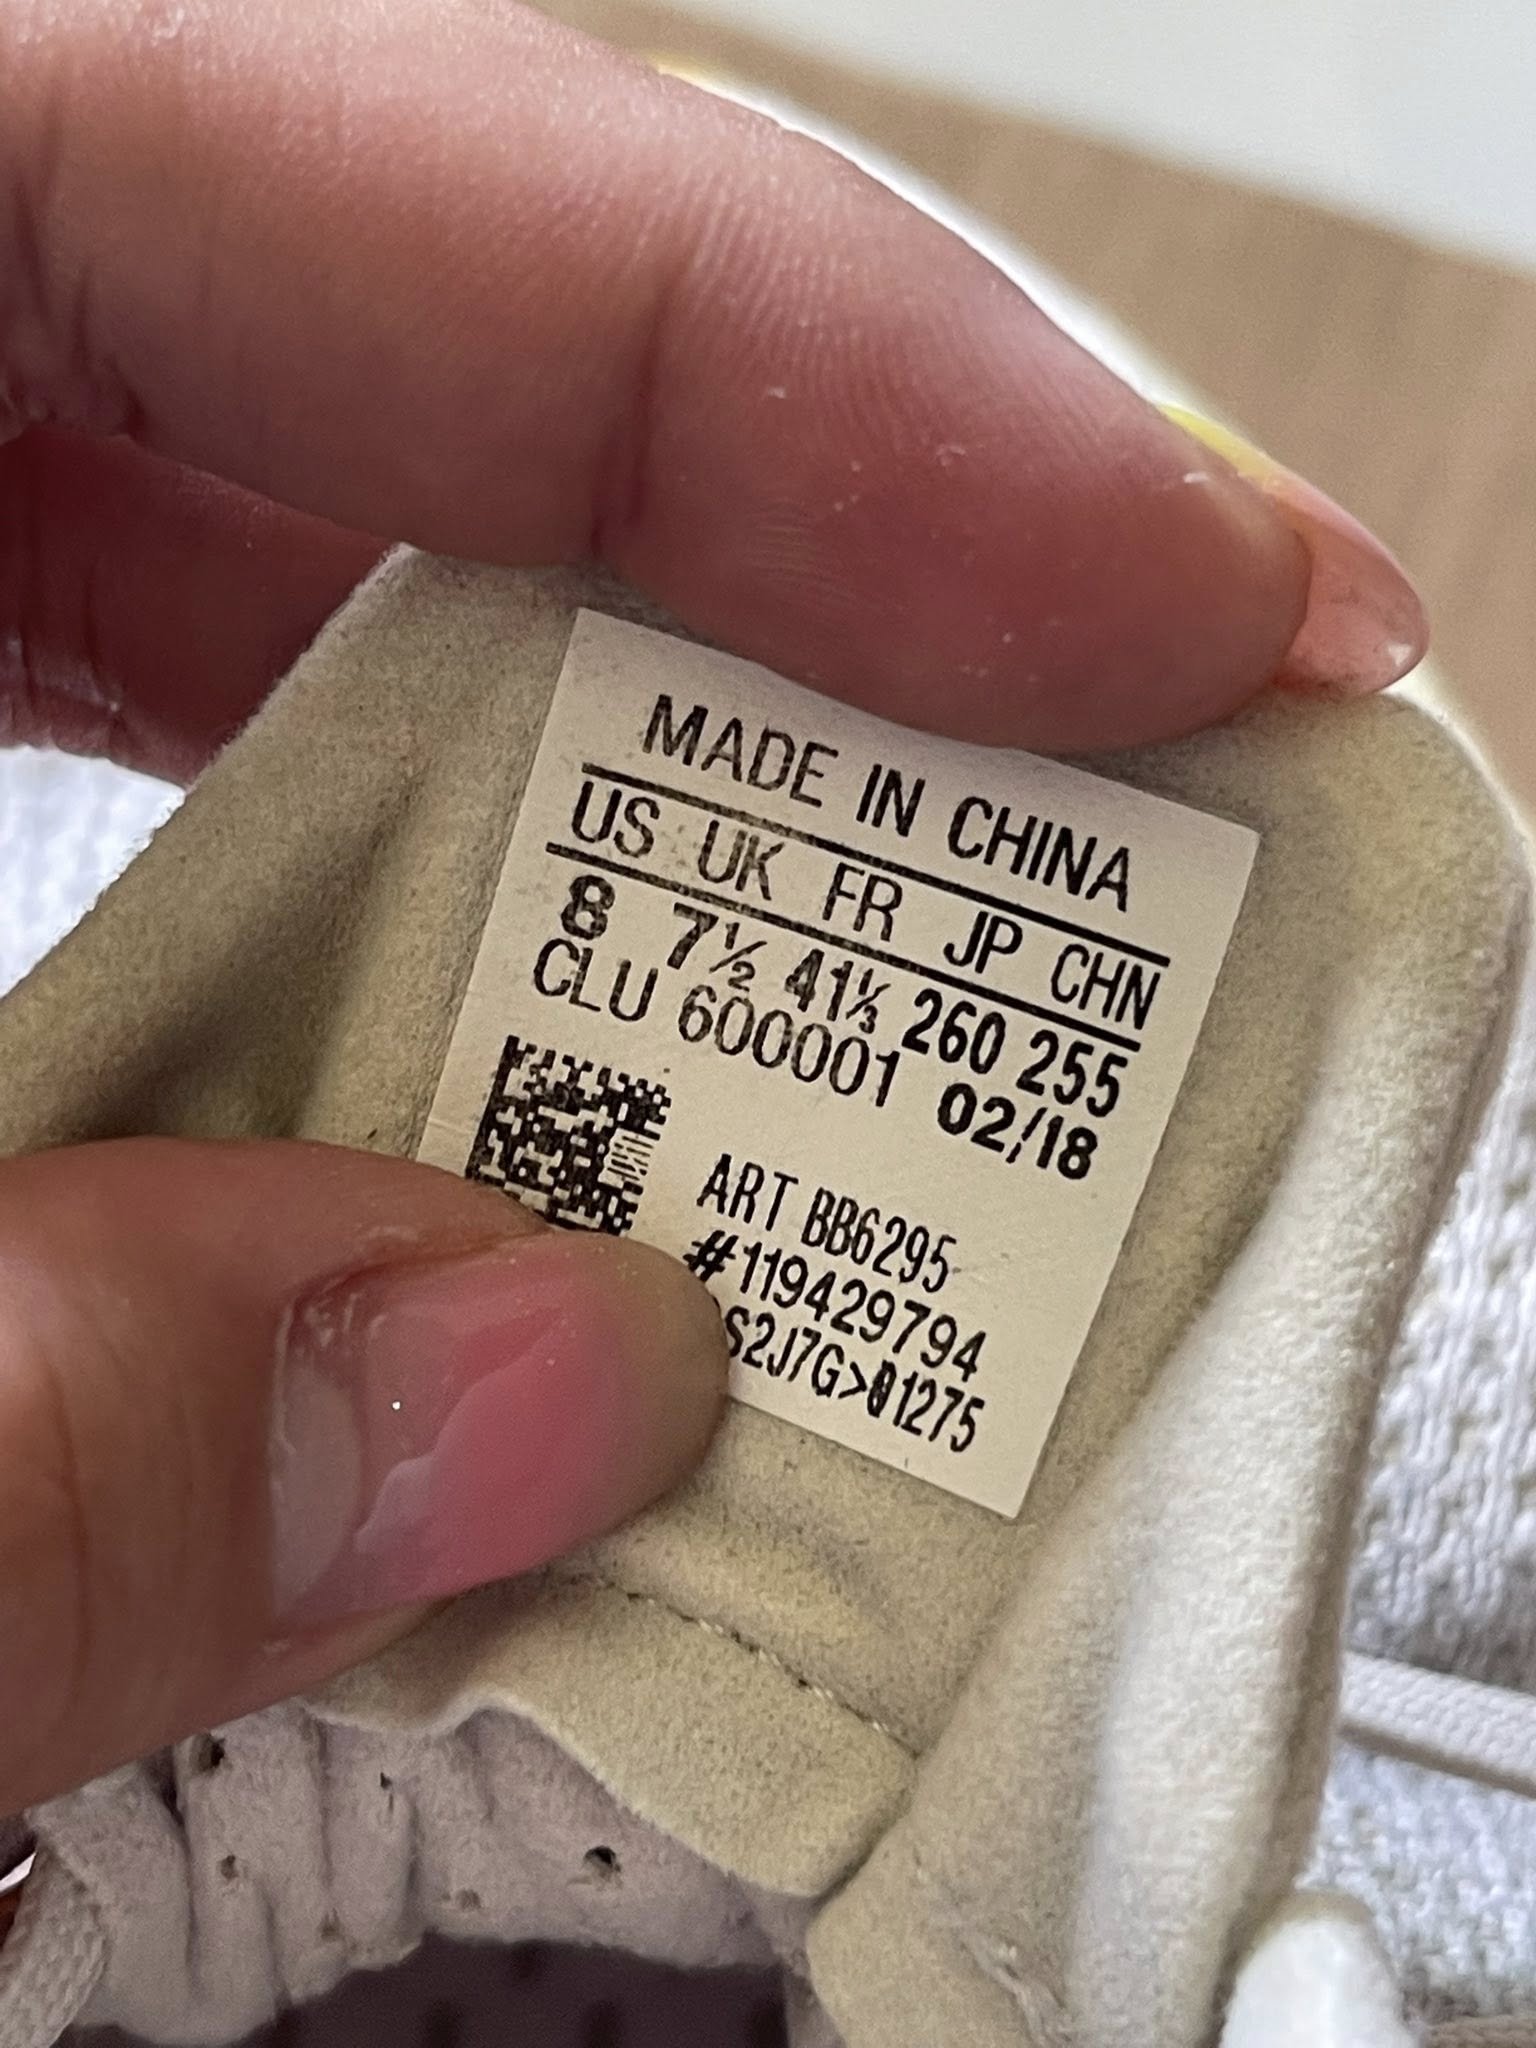 MADE IN CHINA
US UK FR JP CHN
8 7½ 41⅓ 260 255
CLU 600001 02/18
ART BB6295
#119429794
S2J7G>01275